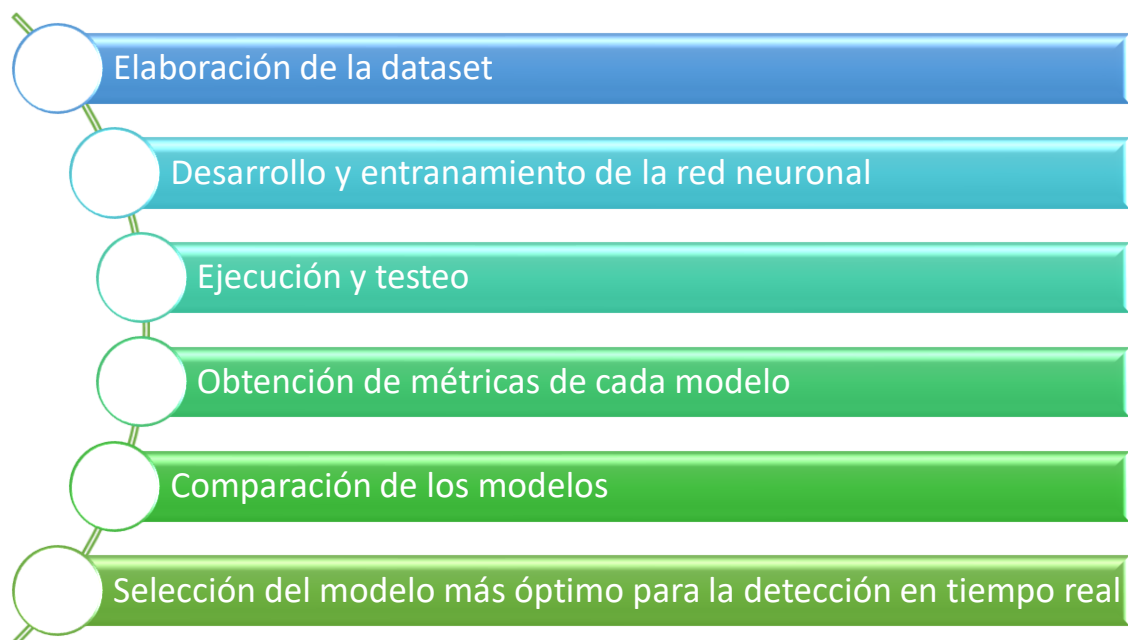 Elaboración de la dataset
Desarrollo y entranamiento de la red neuronal
Ejecución y testeo
Obtención de métricas de cada modelo
Comparación de los modelos
Selección del modelo más óptimo para la detección en tiempo real